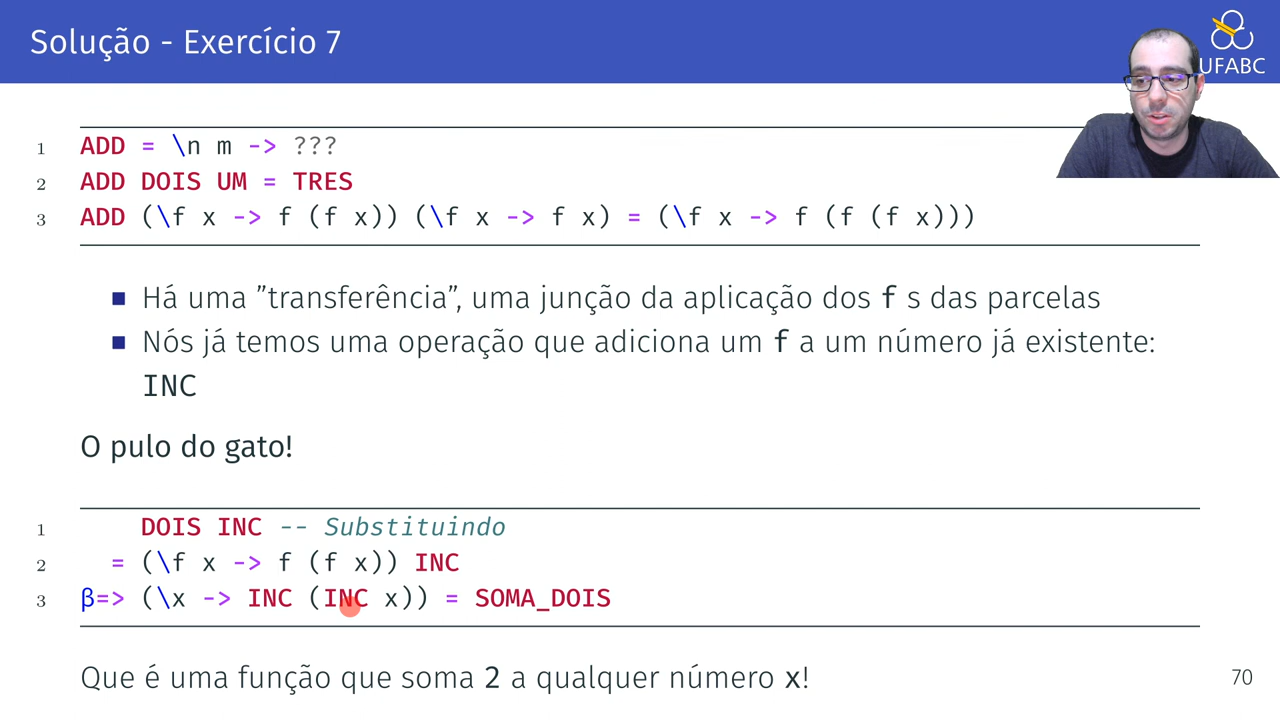 Solução - Exercício 7
UFABC
1 ADD = \n m -> ???
2 ADD DOIS UM = TRES
3 ADD (\f x -> f (f x)) (\f x -> f x) = (\f x -> f (f (f x)))
■ Há uma ”transferência”, uma junção da aplicação dos f s das parcelas
■ Nós já temos uma operação que adiciona um f a um número já existente:
INC
O pulo do gato!
1 DOIS INC -- Substituindo
2 = (\f x -> f (f x)) INC
3 β=> (\x -> INC (INC x)) = SOMA_DOIS
Que é uma função que soma 2 a qualquer número x!
70